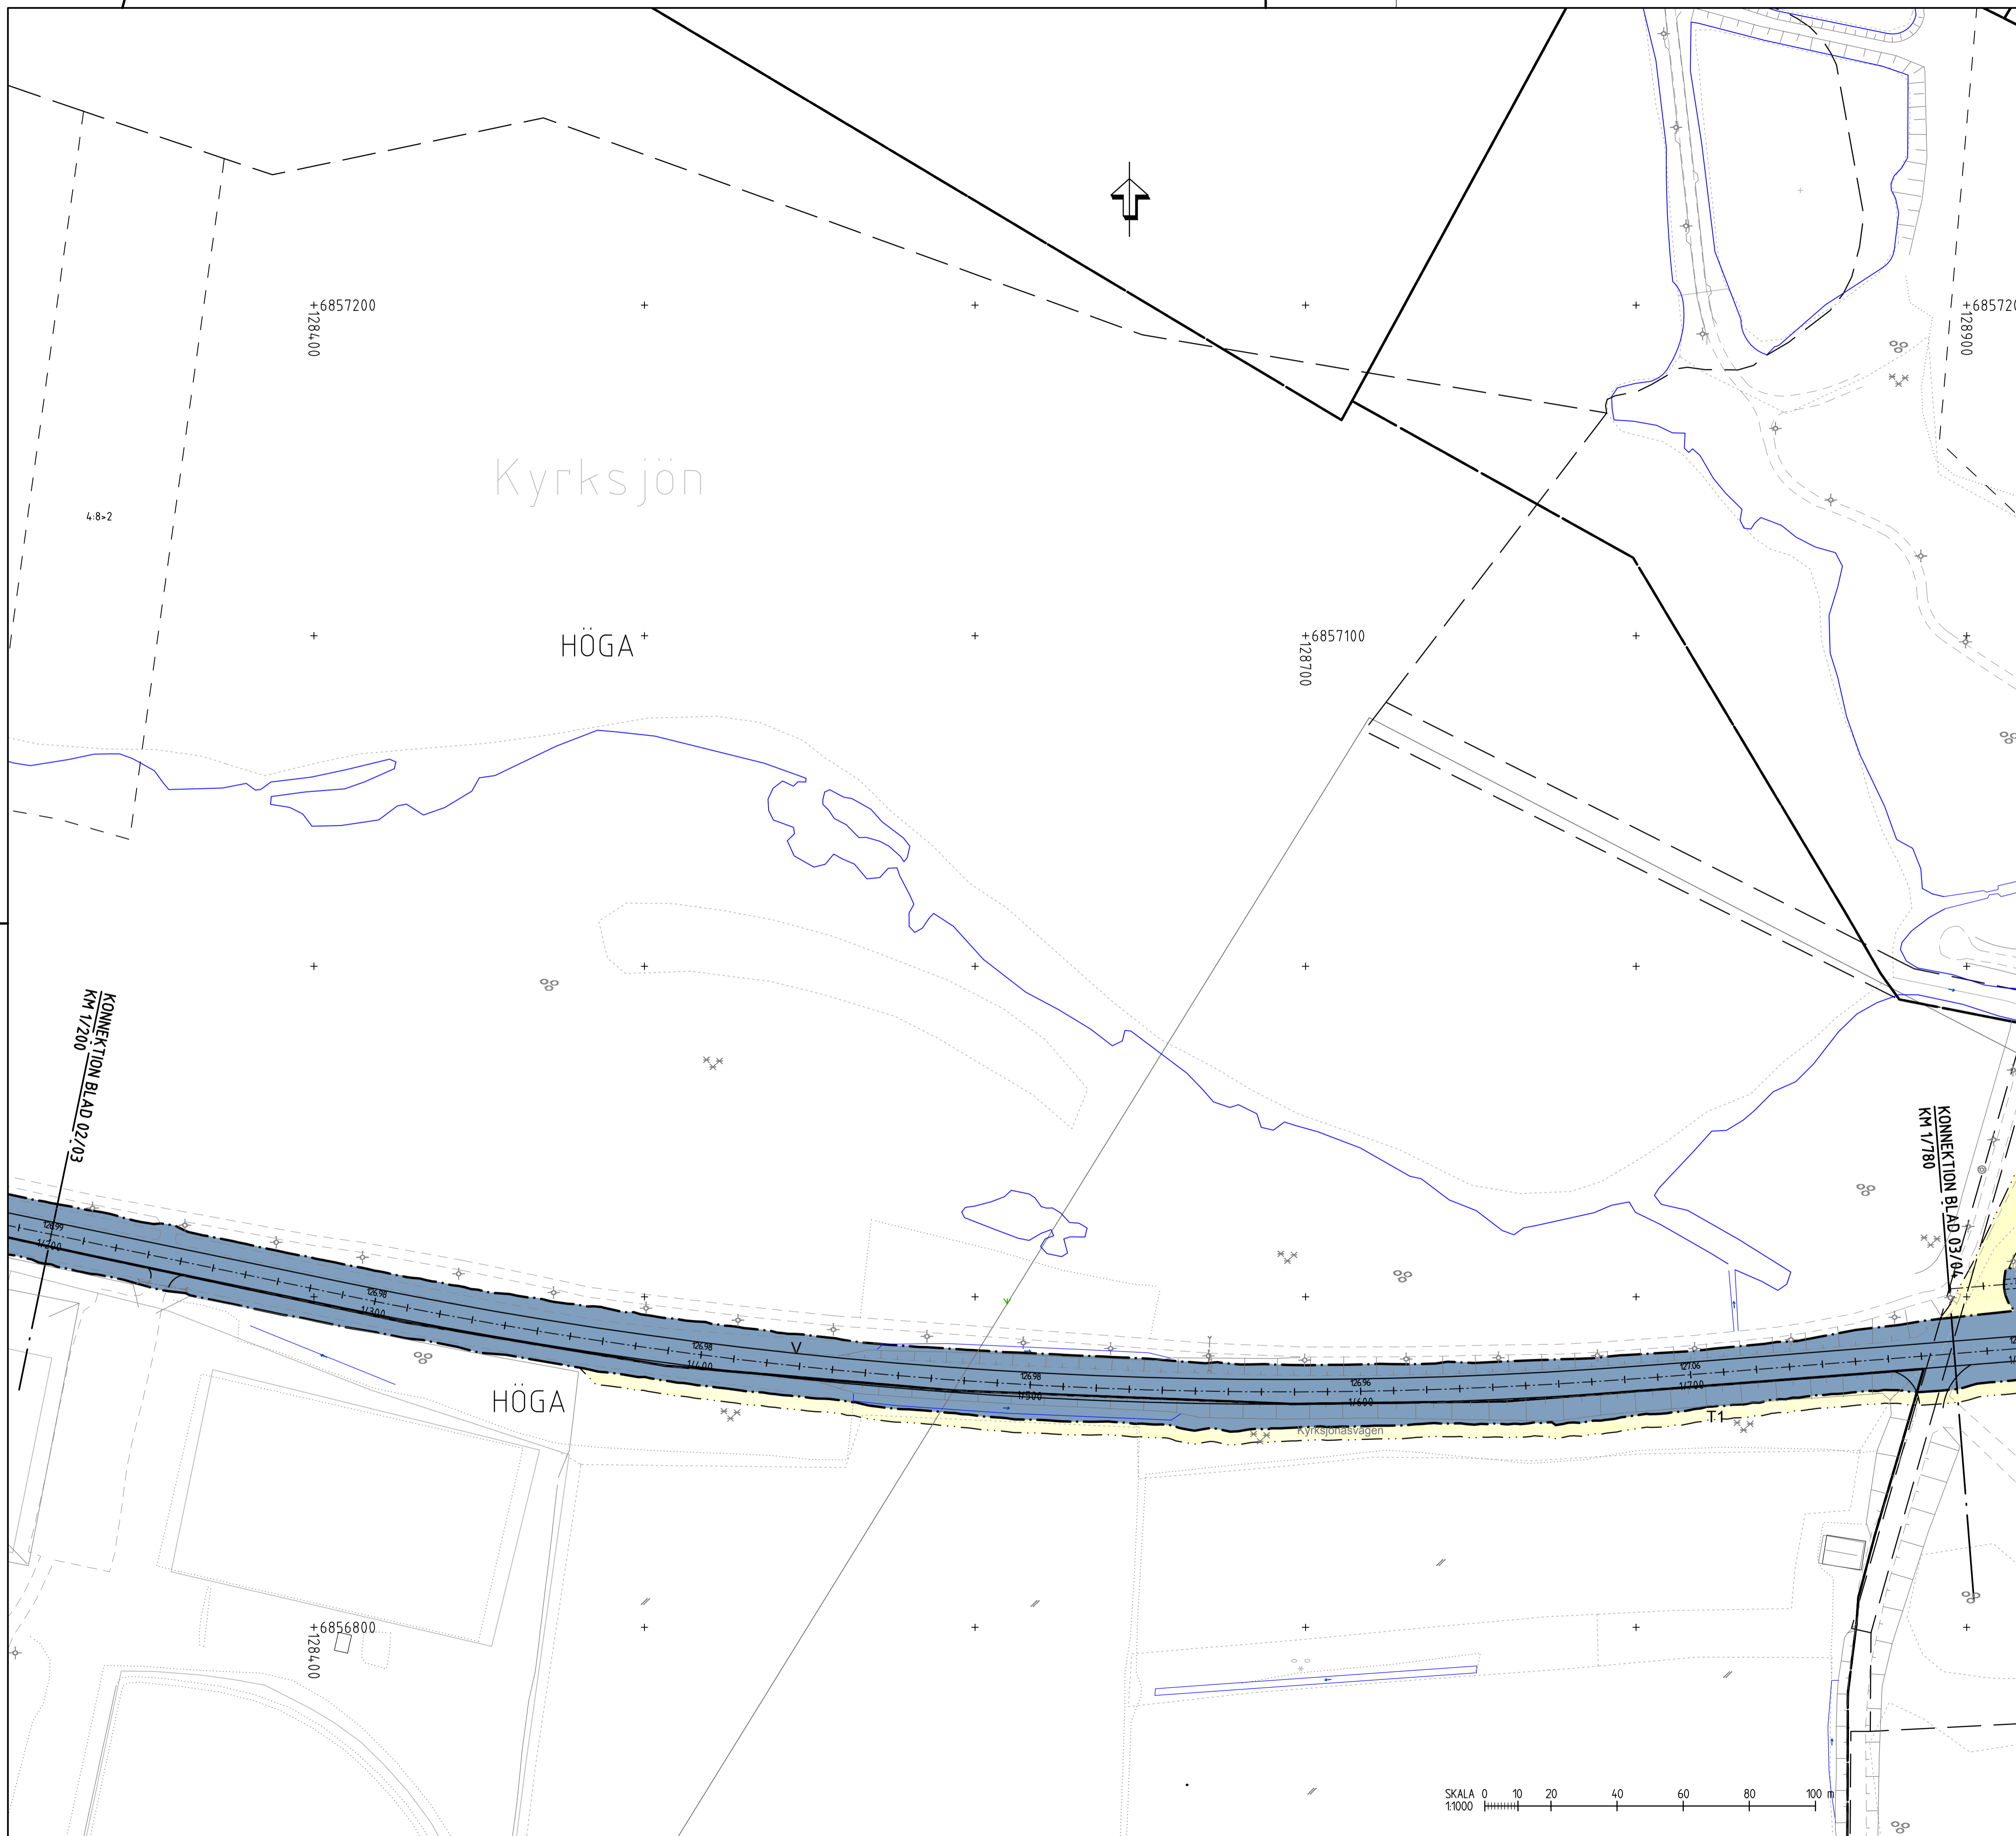 +6857200
128400
+685720
128900
Kyrksjön
4:8>2
HÖGA
+6857100
128700
KONNEKTION BLAD 02/03
KM 1/200
KONNEKTION BLAD 03/04
KM 1/780
1/200
126.98
1/300
126.98
1/400
V
126.98
1/500
126.96
1/600
127.06
1/700
T1
HÖGA
Kyrksjönäsvägen
+6856800
128400
SKALA 0 10 20 40 60 80 100 m
1:1000